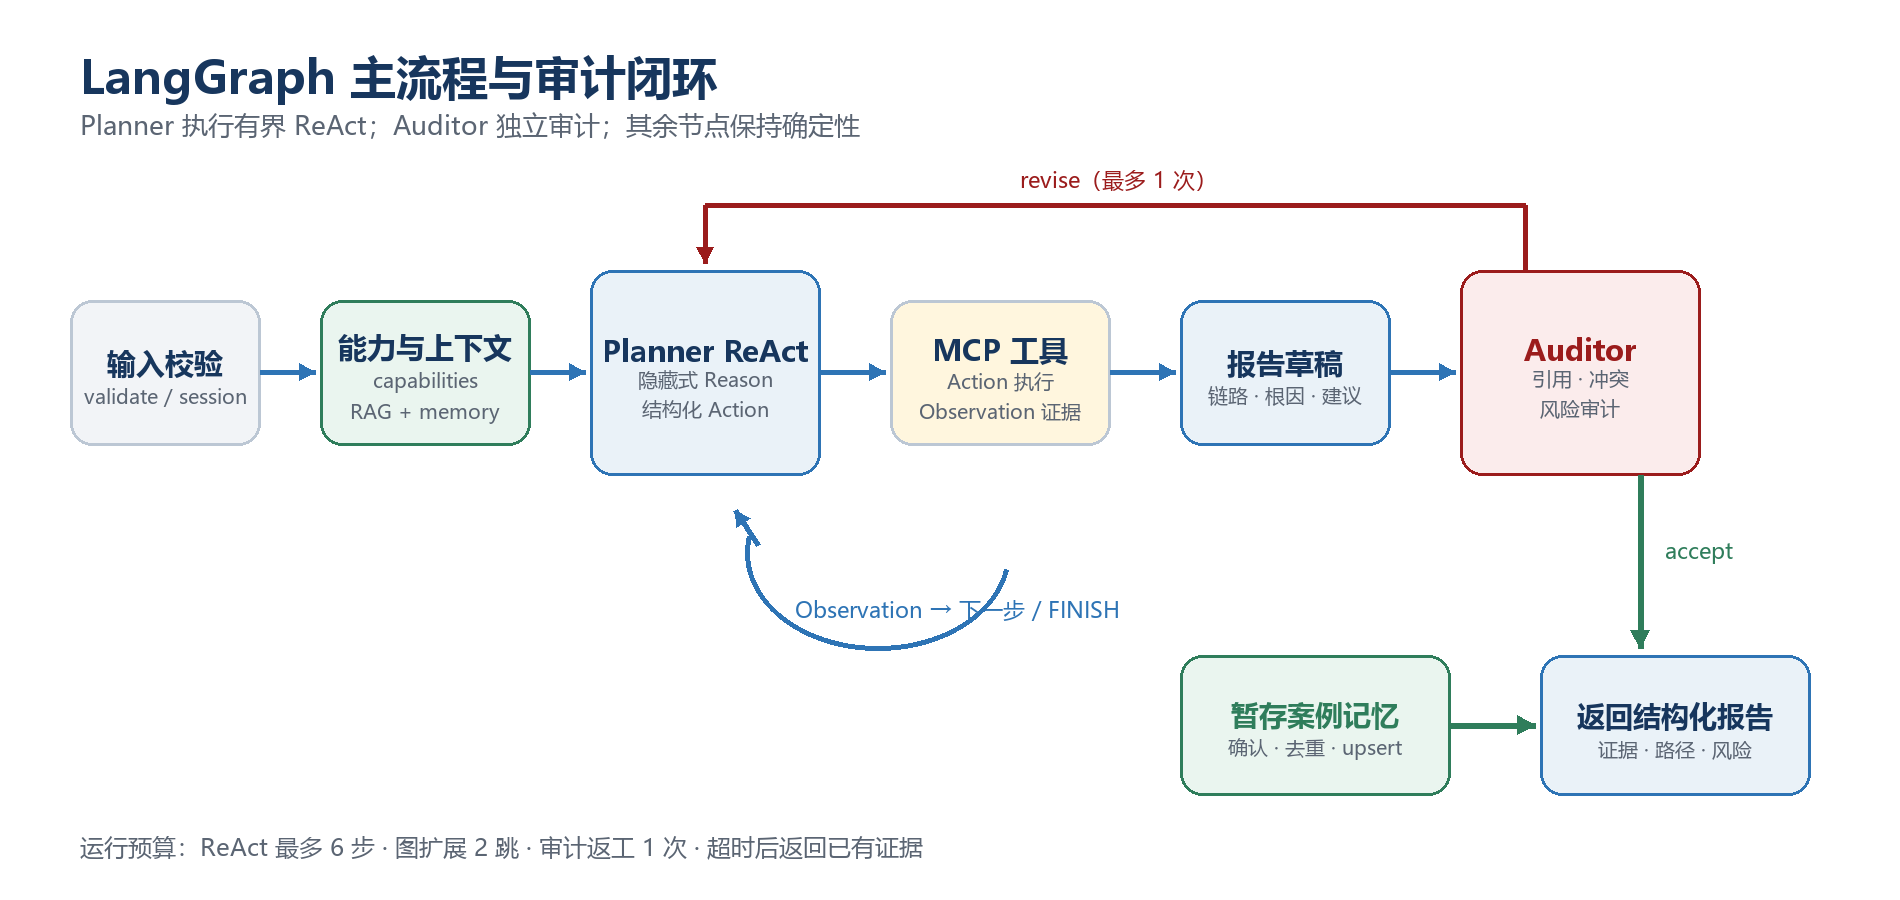 LangGraph 主流程与审计闭环
Planner 执行有界 ReAct；Auditor 独立审计；其余节点保持确定性
revise（最多 1 次）
输入校验
validate / session
能力与上下文
capabilities
RAG + memory
Planner ReAct
隐藏式 Reason
结构化 Action
MCP 工具
Action 执行
Observation 证据
报告草稿
链路 · 根因 · 建议
Auditor
引用 · 冲突
风险审计
accept
Observation → 下一步 / FINISH
暂存案例记忆
确认 · 去重 · upsert
返回结构化报告
证据 · 路径 · 风险
运行预算：ReAct 最多 6 步 · 图扩展 2 跳 · 审计返工 1 次 · 超时后返回已有证据